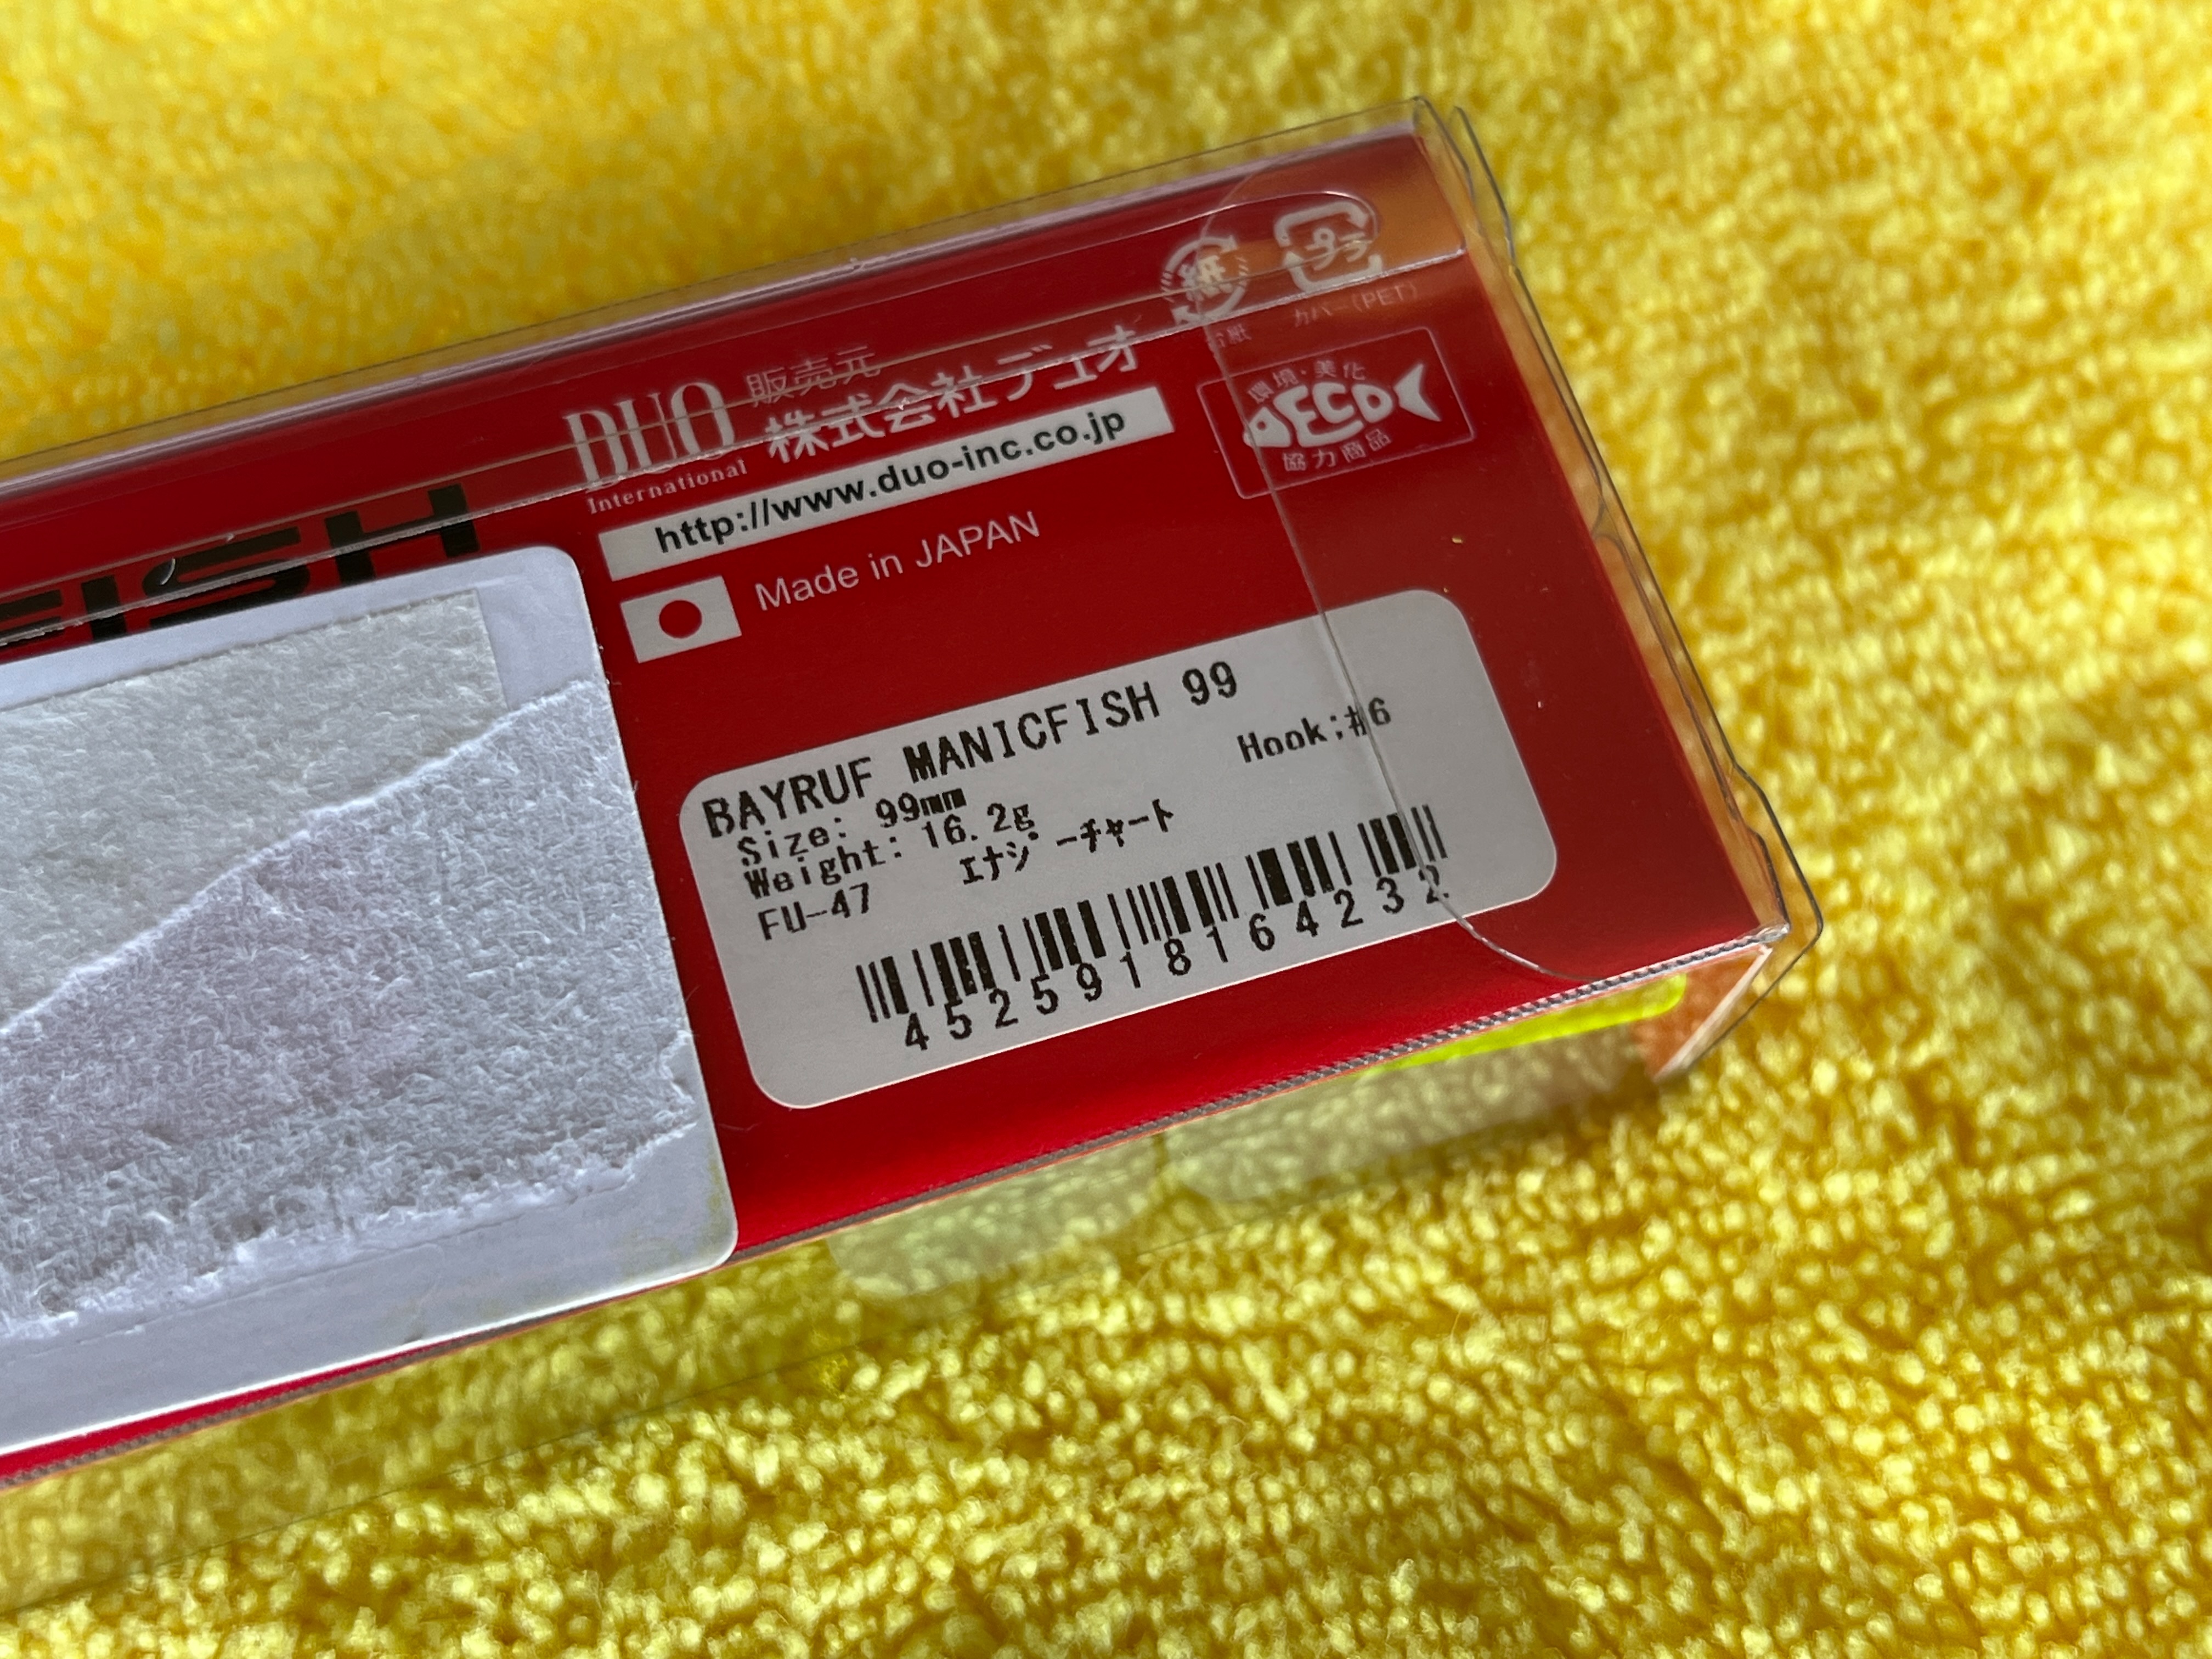 紙
プラ
台紙
カバー(PET)
DUO
International
販売元
株式会社デュオ
http://www.duo-inc.co.jp
環境・美化
ECO
協力商品
FISH
Made in JAPAN
BAYRUF MANICFISH 99
Size: 99mm
Hook;#6
Weight: 16.2g
FU-47 エナジーチャート
4525918164232